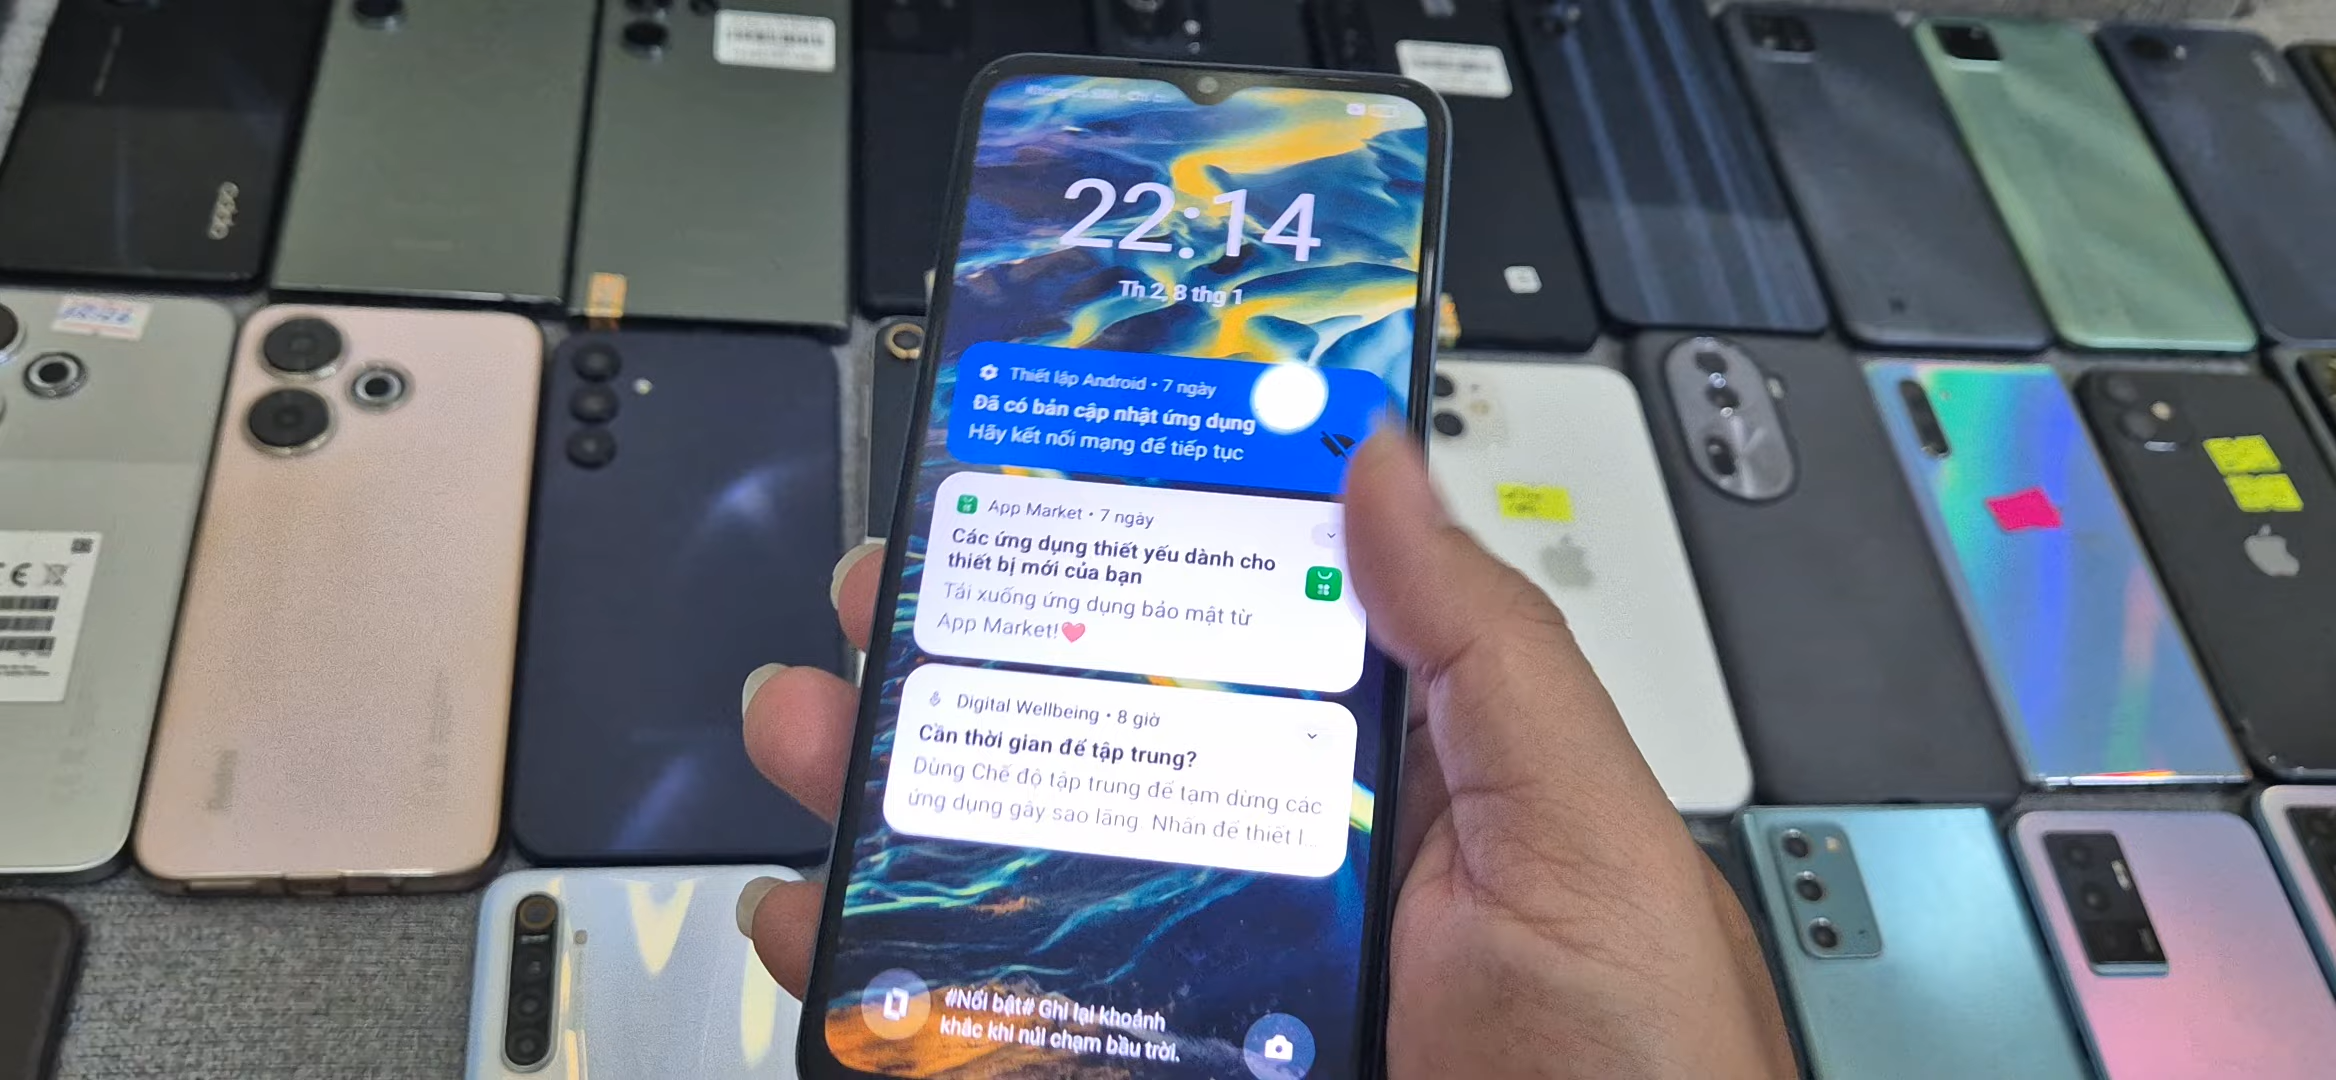 oppo
22:14
Th 2, 8 thg 1
Thiết lập Android • 7 ngày
Đã có bản cập nhật ứng dụng
Hãy kết nối mạng để tiếp tục
App Market • 7 ngày
Các ứng dụng thiết yếu dành cho
thiết bị mới của bạn
Tải xuống ứng dụng bảo mật từ
App Market!❤️
Digital Wellbeing • 8 giờ
Cần thời gian để tập trung?
Dùng Chế độ tập trung để tạm dừng các
ứng dụng gây sao lãng. Nhấn để thiết l...
#Nổi bật# Ghi lại khoảnh
khắc khi núi chạm bầu trời.
CE